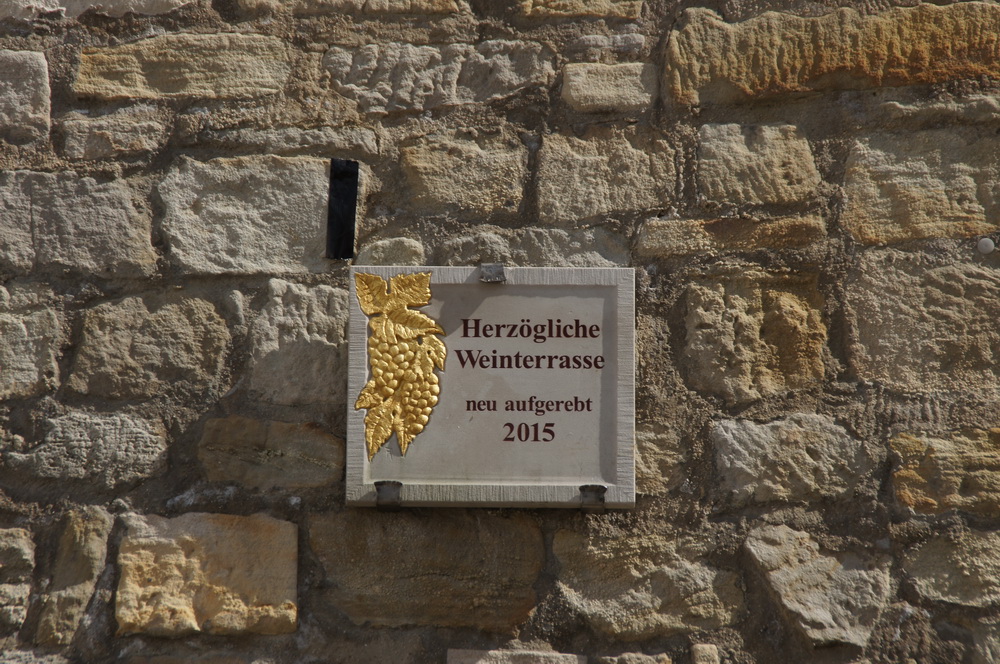 Herzögliche
Weinterrasse
neu aufgerebt
2015